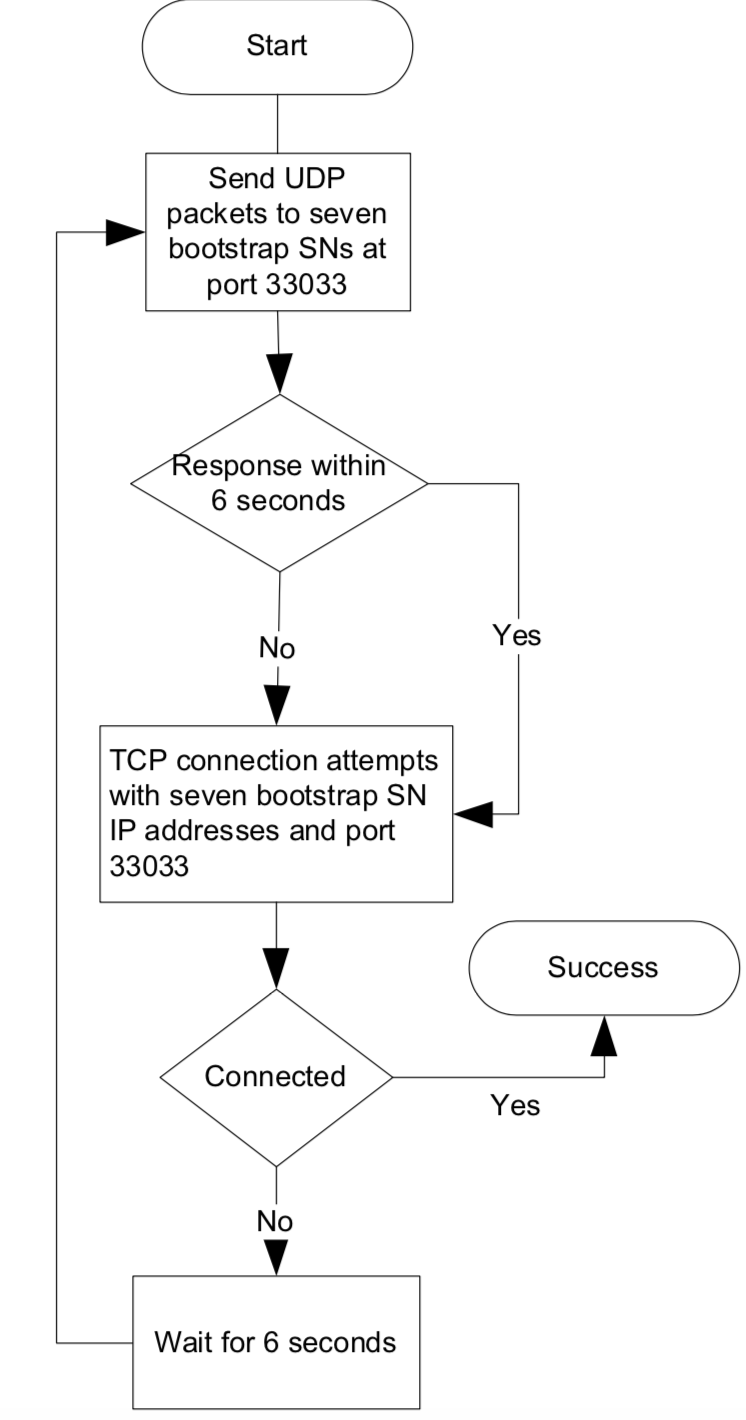 Start
Send UDP
packets to seven
bootstrap SNs at
port 33033
Response within
6 seconds
No
Yes
TCP connection attempts
with seven bootstrap SN
IP addresses and port
33033
Success
Connected
Yes
No
Wait for 6 seconds